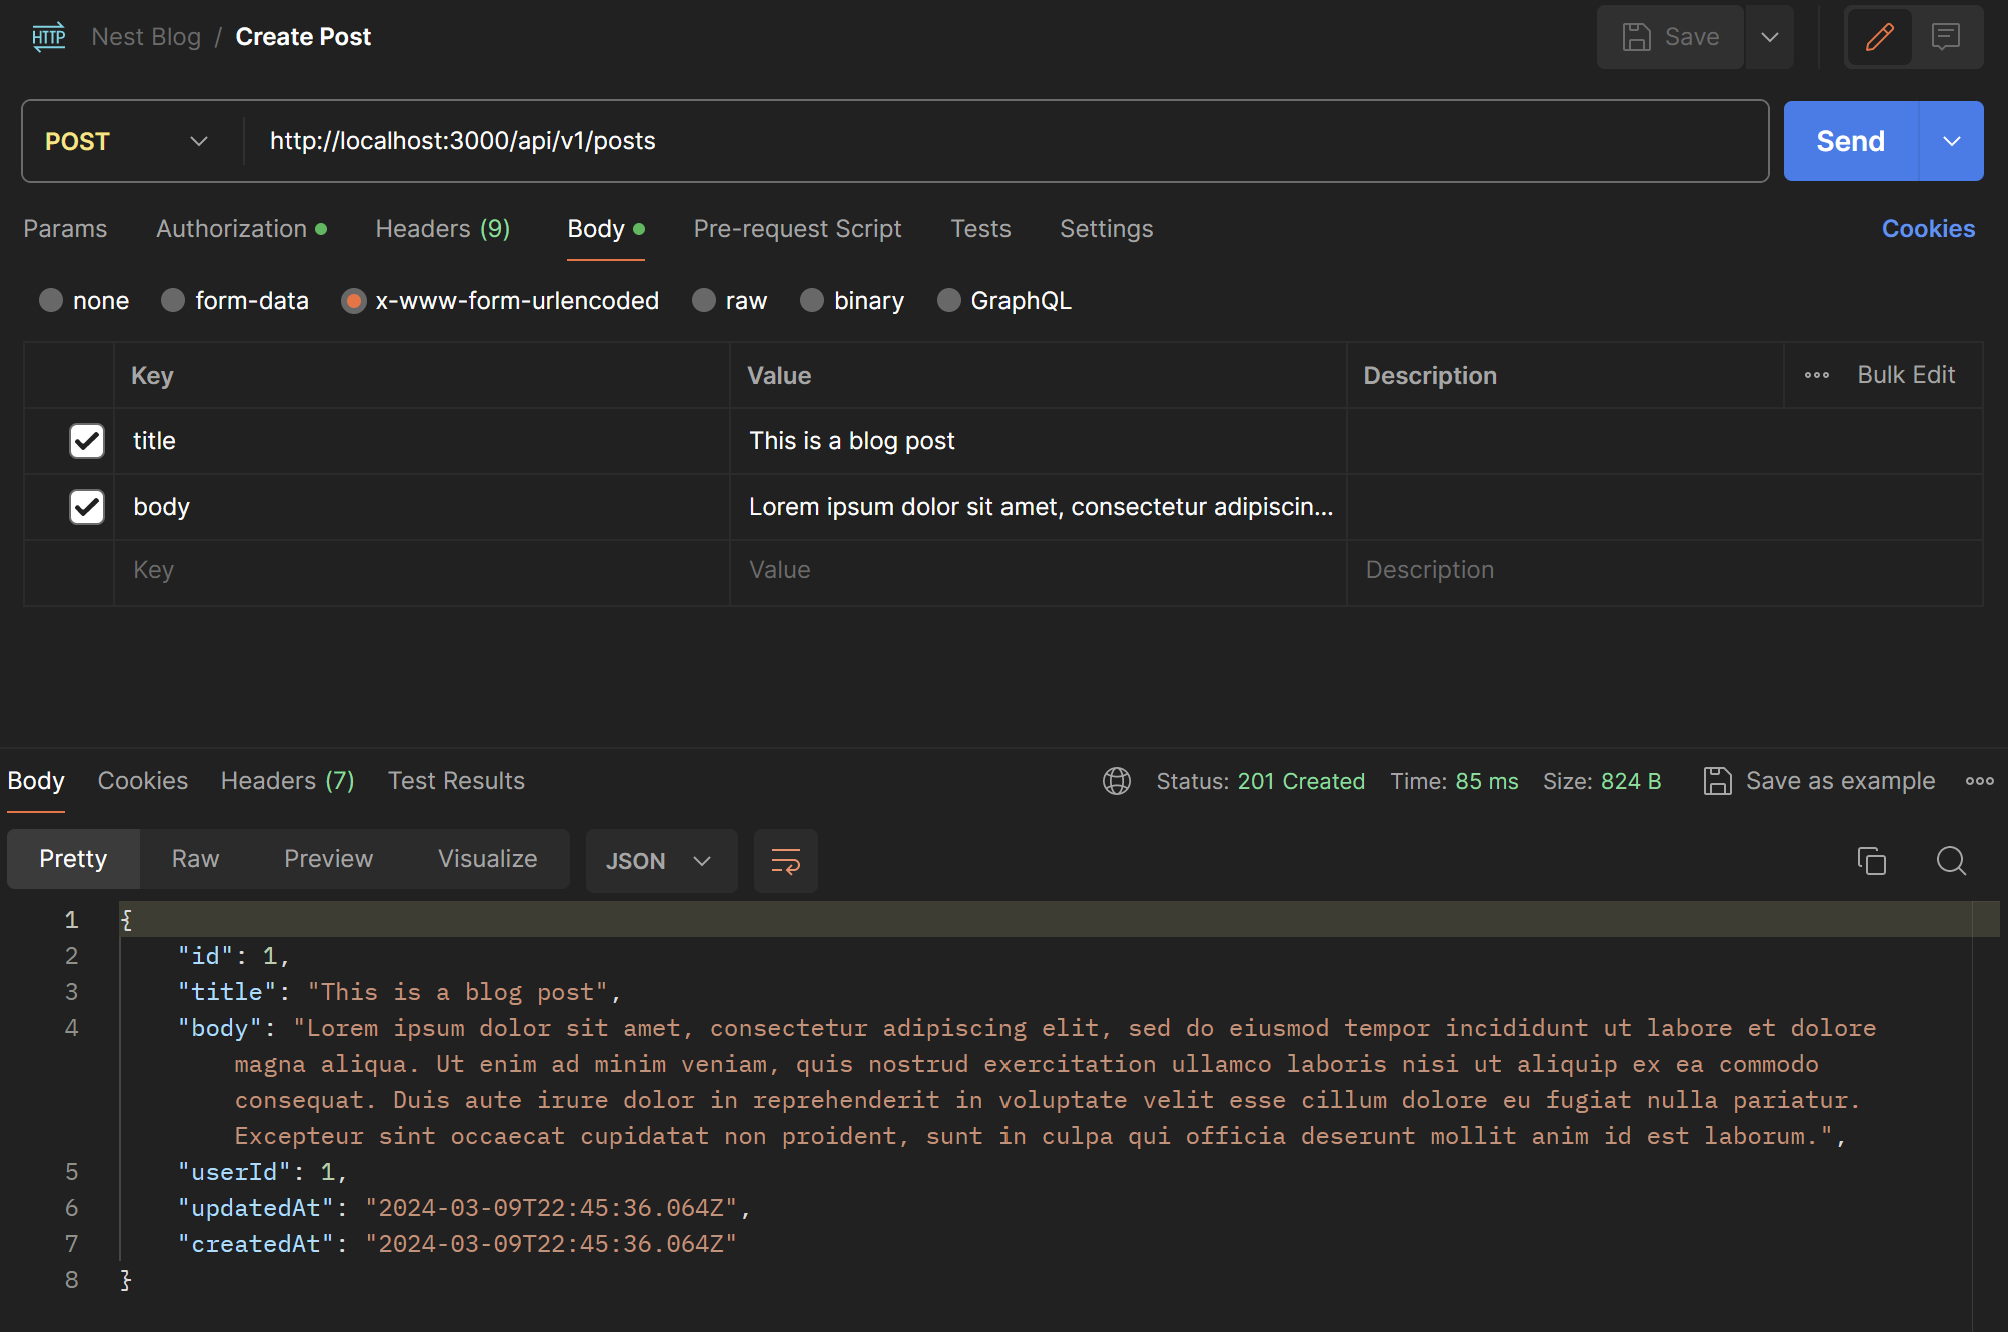 HTTP Nest Blog / Create Post Save
POST http://localhost:3000/api/v1/posts Send
Params Authorization Headers (9) Body Pre-request Script Tests Settings Cookies
none form-data x-www-form-urlencoded raw binary GraphQL
Key Value Description Bulk Edit
title This is a blog post
body Lorem ipsum dolor sit amet, consectetur adipiscin...
Key Value Description
Body Cookies Headers (7) Test Results Status: 201 Created Time: 85 ms Size: 824 B Save as example
Pretty Raw Preview Visualize JSON
1 {
2 "id": 1,
3 "title": "This is a blog post",
4 "body": "Lorem ipsum dolor sit amet, consectetur adipiscing elit, sed do eiusmod tempor incididunt ut labore et dolore
magna aliqua. Ut enim ad minim veniam, quis nostrud exercitation ullamco laboris nisi ut aliquip ex ea commodo
consequat. Duis aute irure dolor in reprehenderit in voluptate velit esse cillum dolore eu fugiat nulla pariatur.
Excepteur sint occaecat cupidatat non proident, sunt in culpa qui officia deserunt mollit anim id est laborum.",
5 "userId": 1,
6 "updatedAt": "2024-03-09T22:45:36.064Z",
7 "createdAt": "2024-03-09T22:45:36.064Z"
8 }